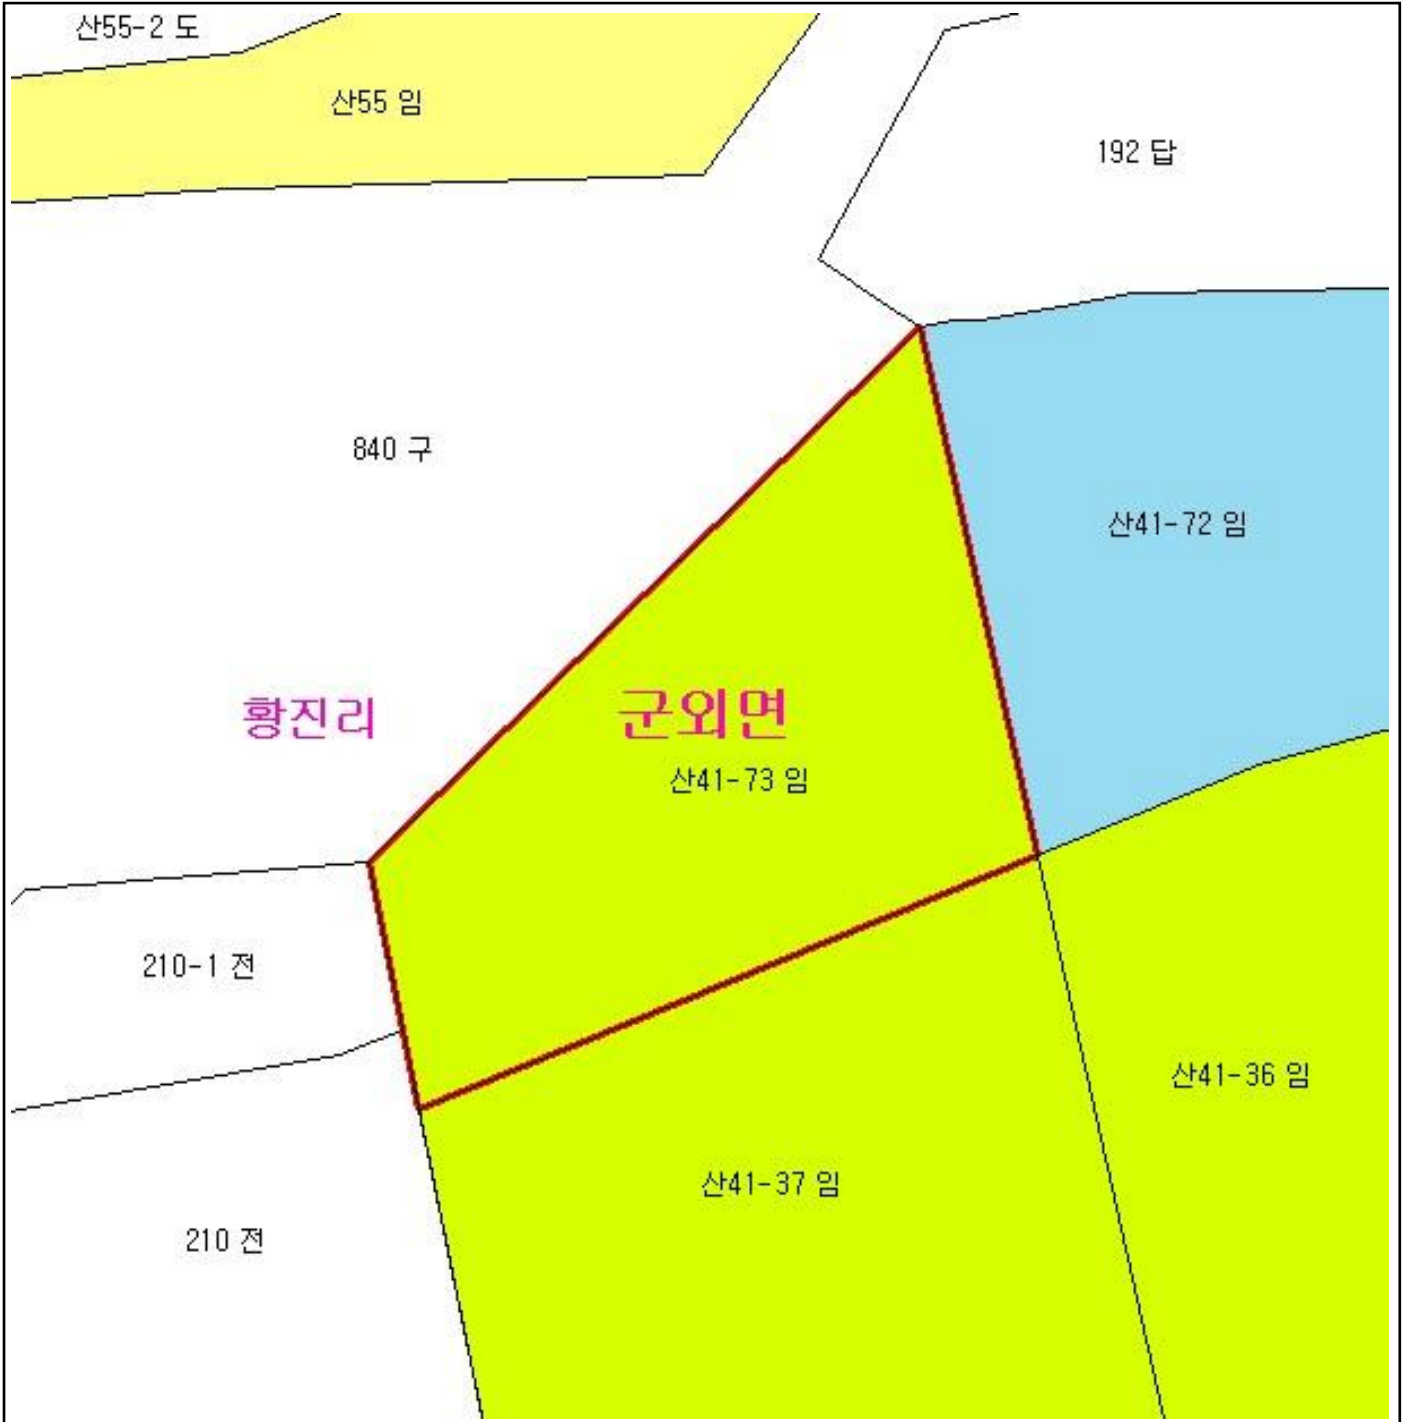 산55-2 도
산55 임
192 답
840 구
산41-72 임
황진리
군외면
산41-73 임
210-1 전
산41-36 임
산41-37 임
210 전